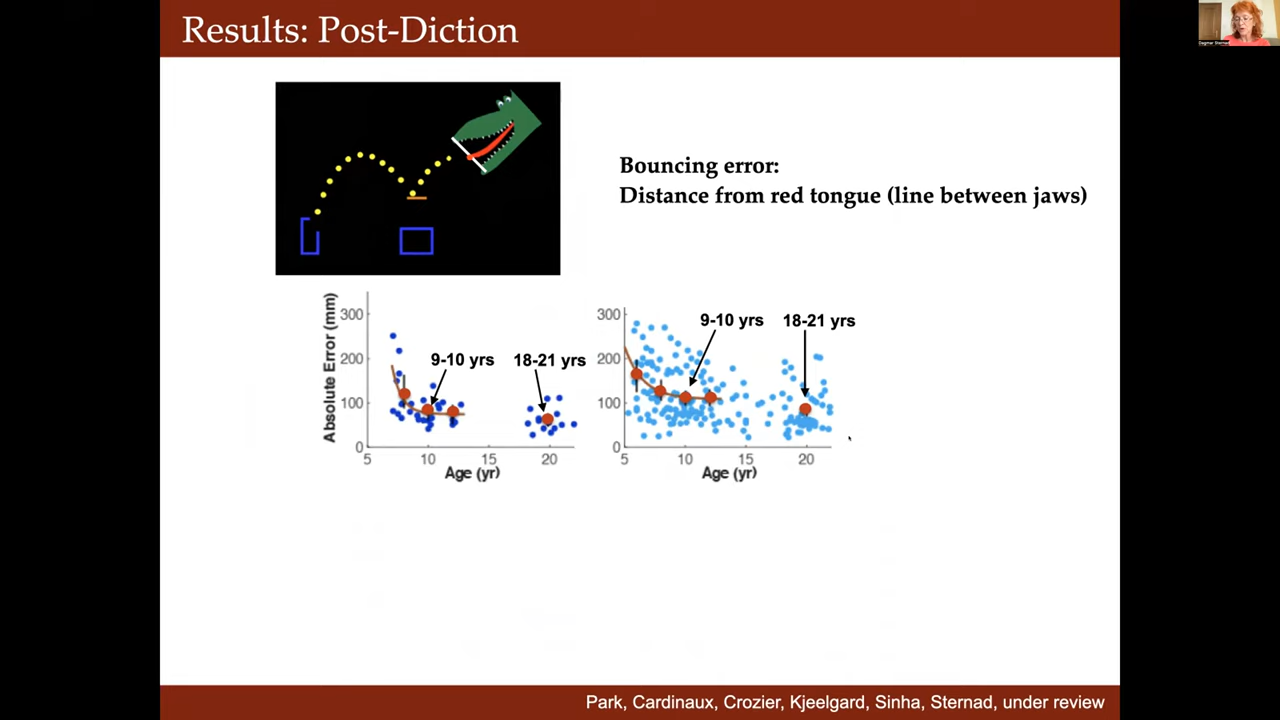 Results: Post-Diction
Dagmar Sternad
Bouncing error:
Distance from red tongue (line between jaws)
Absolute Error (mm)
300
200
100
0
9-10 yrs
18-21 yrs
5
10
15
20
Age (yr)
300
200
100
0
9-10 yrs
18-21 yrs
5
10
15
20
Age (yr)
Park, Cardinaux, Crozier, Kjeelgard, Sinha, Sternad, under review